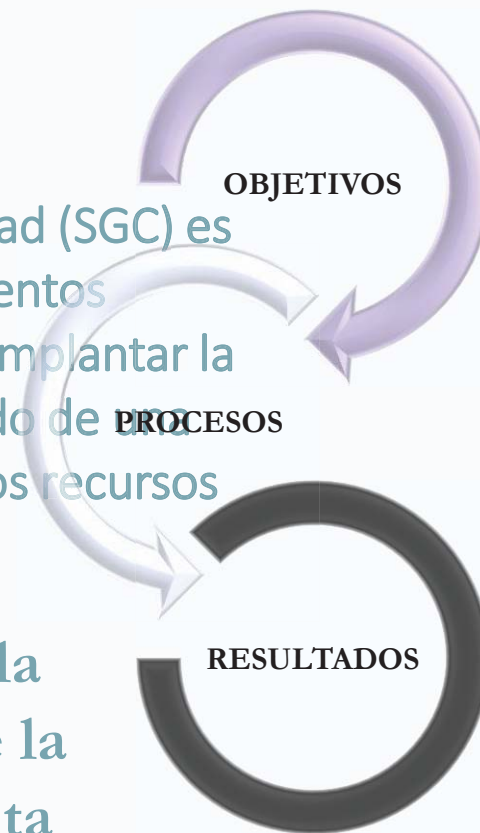 OBJETIVOS
ad (SGC) es
entos
mplantar la
do de una
PROCESOS
os recursos
la
RESULTADOS
e la
ta